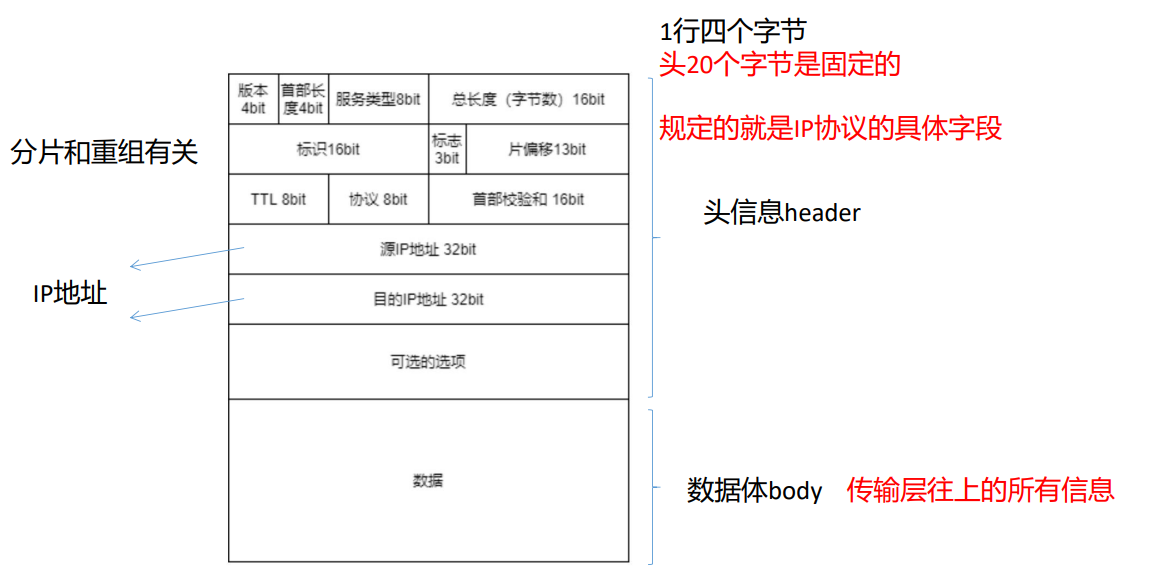 1行四个字节
头20个字节是固定的
版本
4bit
首部长
度4bit
服务类型8bit
总长度（字节数）16bit
规定的就是IP协议的具体字段
分片和重组有关
标识16bit
标志
3bit
片偏移13bit
TTL 8bit
协议 8bit
首部校验和 16bit
头信息header
源IP地址 32bit
IP地址
目的IP地址 32bit
可选的选项
数据
数据体body
传输层往上的所有信息